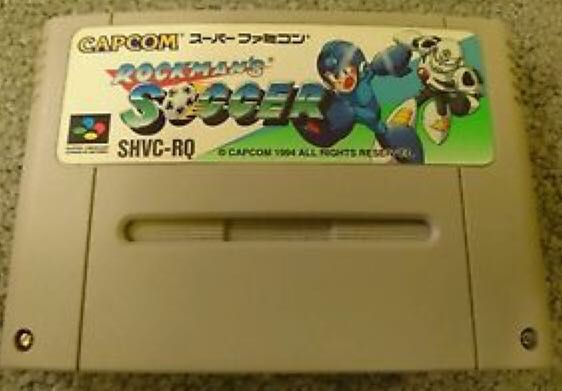 CAPCOM® スーパーファミコン®
ROCKMAN'S®
SOCCER
SHVC-RQ
© CAPCOM 1994 ALL RIGHTS RESERVED.